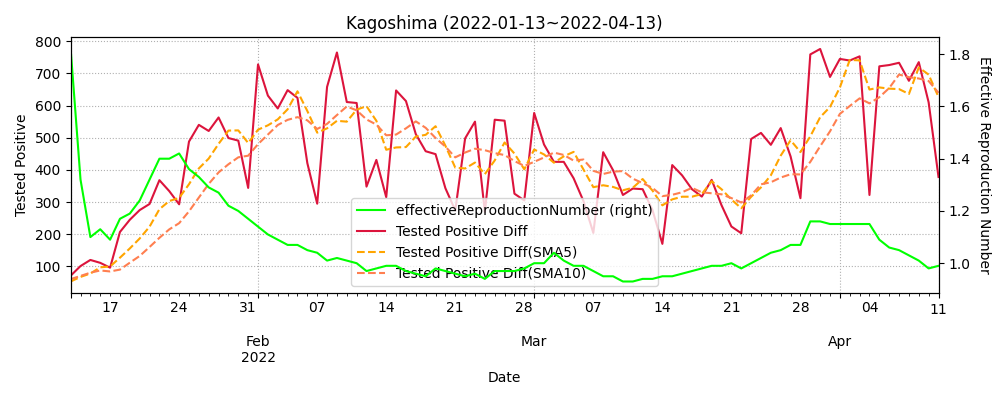 Kagoshima (2022-01-13~2022-04-13)
Tested Positive
800
700
600
500
400
300
200
100
effectiveReproductionNumber (right)
Tested Positive Diff
Tested Positive Diff(SMA5)
Tested Positive Diff(SMA10)
1.8
1.6
1.4
1.2
1.0
Effective Reproduction Number
17 24 31 07 14 21 28 07 14 21 28 04 11
Feb Mar Apr
2022
Date